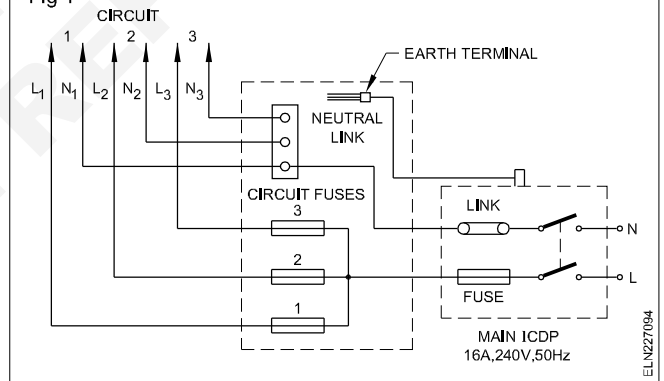 Fig 1
CIRCUIT
1 2 3
L1 N1 L2 N2 L3 N3
EARTH TERMINAL
NEUTRAL
LINK
CIRCUIT FUSES
3
2
1
LINK
N
L
FUSE
MAIN ICDP
16A,240V,50Hz
ELN227094